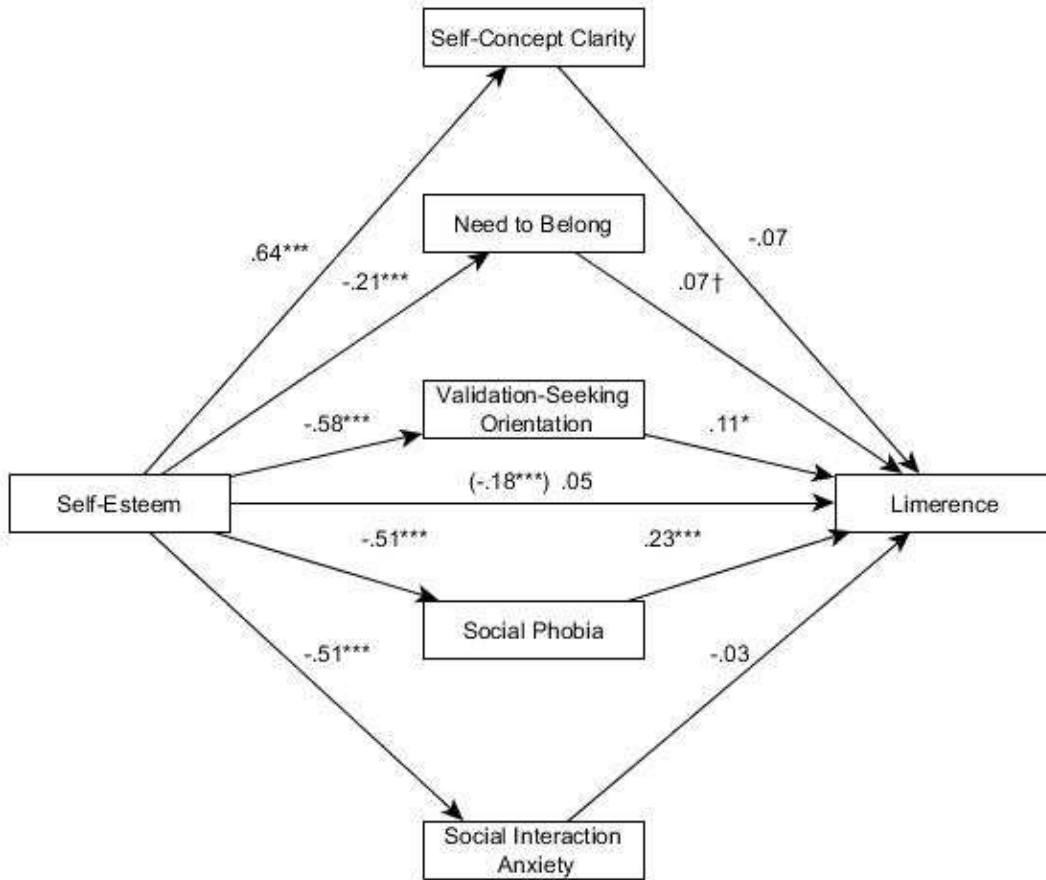 Self-Concept Clarity
Need to Belong
-.07
.64***
-.21***
.07†
Validation-Seeking
Orientation
-.58***
.11*
(-.18***) .05
Self-Esteem
Limerence
-.51***
.23***
Social Phobia
-.51***
-.03
Social Interaction
Anxiety